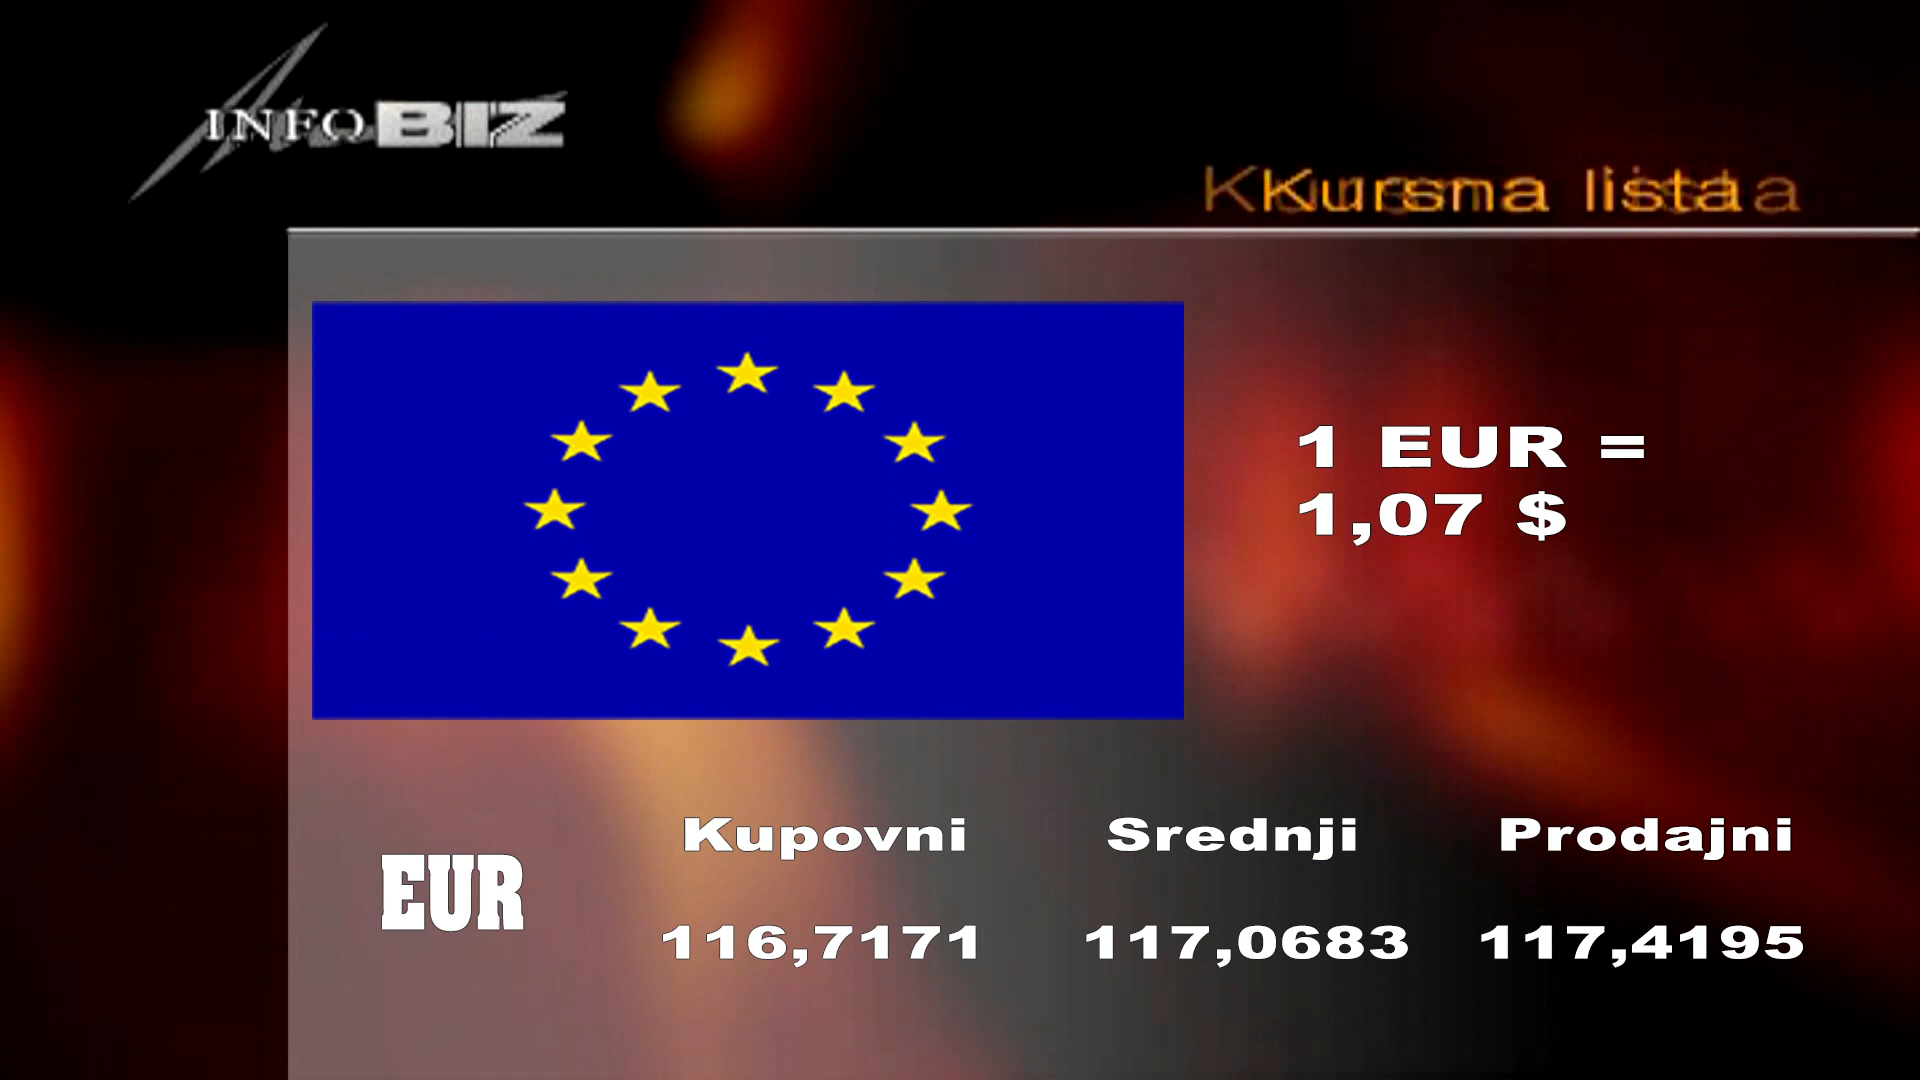 INFO BIZ
Kursna lista
1 EUR =
1,07 $
Kupovni Srednji Prodajni
EUR
116,7171 117,0683 117,4195